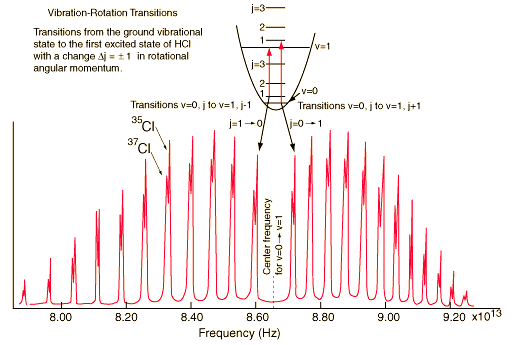 Vibration-Rotation Transitions
Transitions from the ground vibrational
state to the first excited state of HCl
with a change Δj = ± 1 in rotational
angular momentum.
j=3
2
1
v=1
j=3
2
1
v=0
Transitions v=0, j to v=1, j-1
Transitions v=0, j to v=1, j+1
j=1→0
j=0→1
35Cl
37Cl
Center frequency
for v=0→v=1
8.00
8.20
8.40
8.60
8.80
9.00
9.20 x10^13
Frequency (Hz)